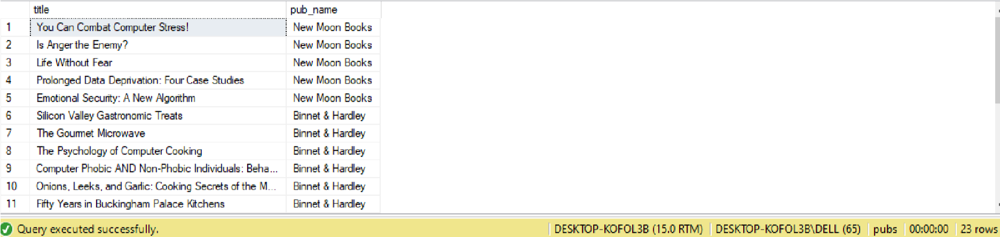 title pub_name
1 You Can Combat Computer Stress! New Moon Books
2 Is Anger the Enemy? New Moon Books
3 Life Without Fear New Moon Books
4 Prolonged Data Deprivation: Four Case Studies New Moon Books
5 Emotional Security: A New Algorithm New Moon Books
6 Silicon Valley Gastronomic Treats Binnet & Hardley
7 The Gourmet Microwave Binnet & Hardley
8 The Psychology of Computer Cooking Binnet & Hardley
9 Computer Phobic AND Non-Phobic Individuals: Beha... Binnet & Hardley
10 Onions, Leeks, and Garlic: Cooking Secrets of the M... Binnet & Hardley
11 Fifty Years in Buckingham Palace Kitchens Binnet & Hardley
Query executed successfully. DESKTOP-KOFOL3B (15.0 RTM) DESKTOP-KOFOL3B\DELL (65) pubs 00:00:00 23 rows